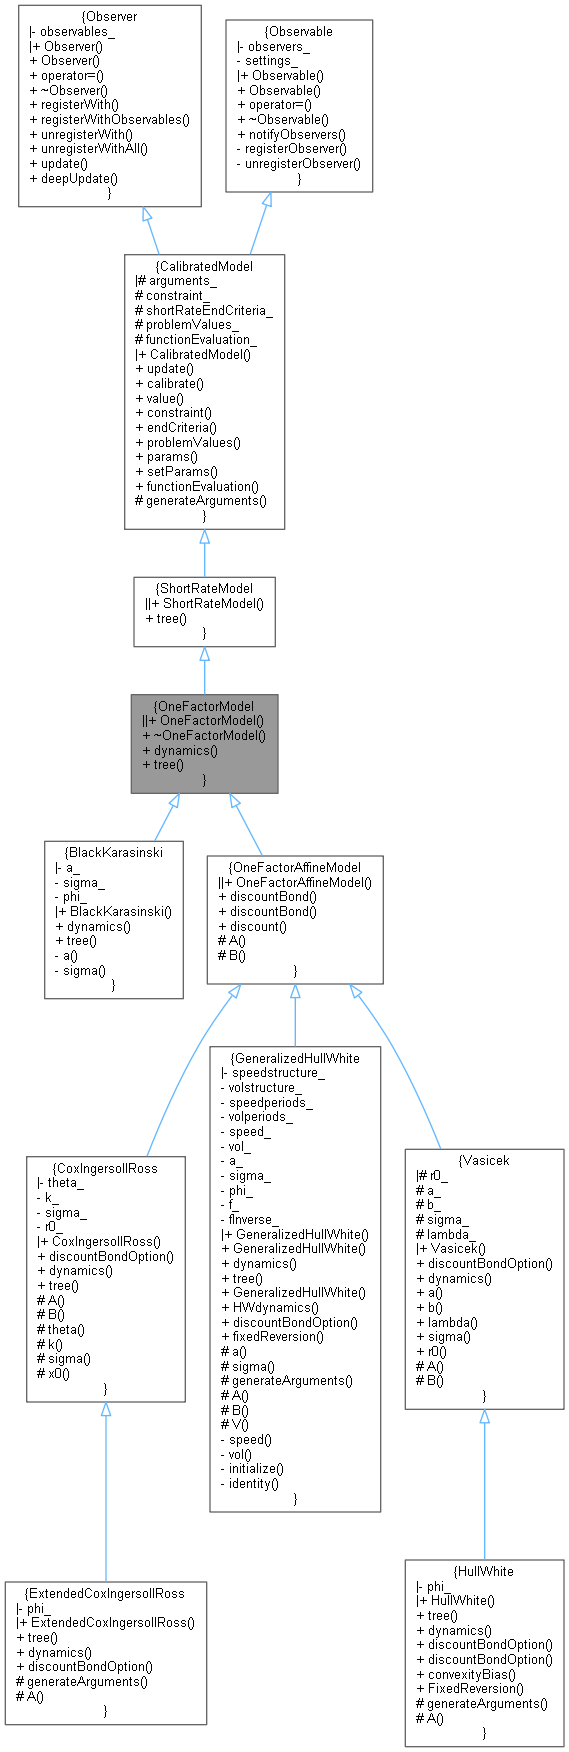 {Observer
|- observables_
|+ Observer()
+ Observer()
+ operator=()
+ ~Observer()
+ registerWith()
+ registerWithObservables()
+ unregisterWith()
+ unregisterWithAll()
+ update()
+ deepUpdate()
}
{Observable
|- observers_
- settings_
|+ Observable()
+ Observable()
+ operator=()
+ ~Observable()
+ notifyObservers()
- registerObserver()
- unregisterObserver()
}
{CalibratedModel
|# arguments_
# constraint_
# shortRateEndCriteria_
# problemValues_
# functionEvaluation_
|+ CalibratedModel()
+ update()
+ calibrate()
+ value()
+ constraint()
+ endCriteria()
+ problemValues()
+ params()
+ setParams()
+ functionEvaluation()
# generateArguments()
}
{ShortRateModel
||+ ShortRateModel()
+ tree()
}
{OneFactorModel
||+ OneFactorModel()
+ ~OneFactorModel()
+ dynamics()
+ tree()
}
{BlackKarasinski
|- a_
- sigma_
- phi_
|+ BlackKarasinski()
+ dynamics()
+ tree()
- a()
- sigma()
}
{OneFactorAffineModel
||+ OneFactorAffineModel()
+ discountBond()
+ discountBond()
+ discount()
# A()
# B()
}
{CoxIngersollRoss
|- theta_
- k_
- sigma_
- r0_
|+ CoxIngersollRoss()
+ discountBondOption()
+ dynamics()
+ tree()
# A()
# B()
# theta()
# k()
# sigma()
# x0()
}
{GeneralizedHullWhite
|- speedstructure_
- volstructure_
- speedperiods_
- volperiods_
- speed_
- vol_
- a_
- sigma_
- phi_
- f_
- fInverse_
|+ GeneralizedHullWhite()
+ GeneralizedHullWhite()
+ dynamics()
+ tree()
+ GeneralizedHullWhite()
+ HWdynamics()
+ discountBondOption()
+ fixedReversion()
# a()
# sigma()
# generateArguments()
# A()
# B()
# V()
- speed()
- vol()
- initialize()
- identity()
}
{Vasicek
|# r0_
# a_
# b_
# sigma_
# lambda_
|+ Vasicek()
+ discountBondOption()
+ dynamics()
+ a()
+ b()
+ lambda()
+ sigma()
+ r0()
# A()
# B()
}
{ExtendedCoxIngersollRoss
|- phi_
|+ ExtendedCoxIngersollRoss()
+ tree()
+ dynamics()
+ discountBondOption()
# generateArguments()
# A()
}
{HullWhite
|- phi_
|+ HullWhite()
+ tree()
+ dynamics()
+ discountBondOption()
+ discountBondOption()
+ convexityBias()
+ FixedReversion()
# generateArguments()
# A()
}